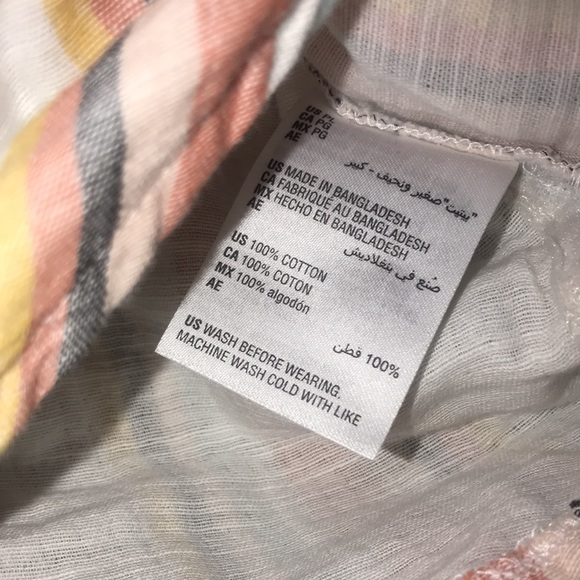 US PL
CA PG
MX PG
AE
"بيتيت" صغير ونحيف - كبير
US MADE IN BANGLADESH
CA FABRIQUÉ AU BANGLADESH
MX HECHO EN BANGLADESH
AE
صُنع في بنغلاديش
US 100% COTTON
CA 100% COTON
MX 100% algodón
AE
100% قطن
US WASH BEFORE WEARING.
MACHINE WASH COLD WITH LIKE